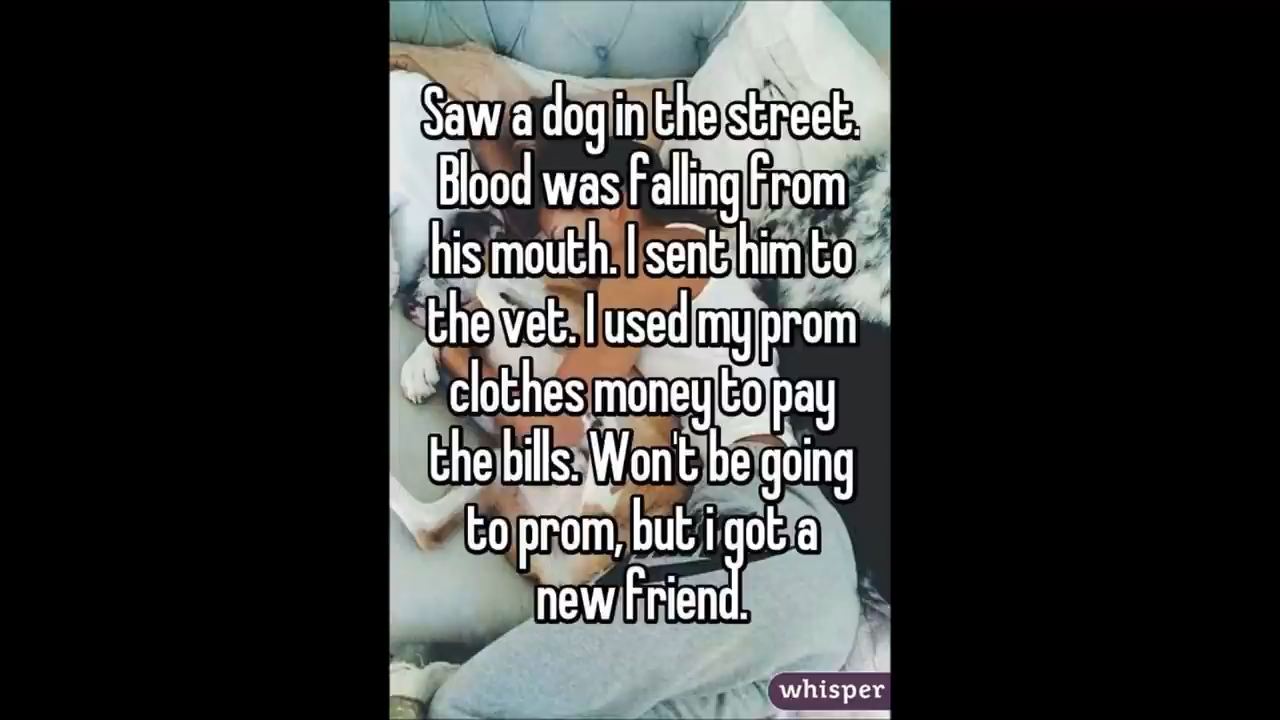 Saw a dog in the street.
Blood was falling from
his mouth. I sent him to
the vet. I used my prom
clothes money to pay
the bills. Won't be going
to prom, but i got a
new friend.
whisper